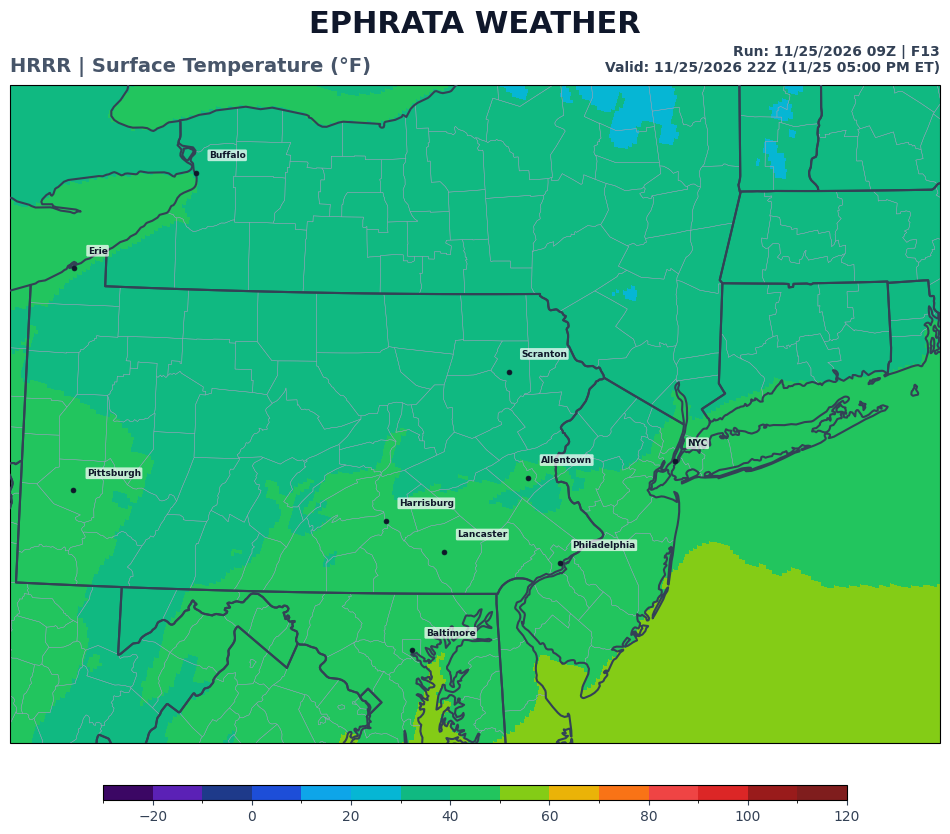 EPHRATA WEATHER
HRRR | Surface Temperature (°F)
Run: 11/25/2026 09Z | F13
Valid: 11/25/2026 22Z (11/25 05:00 PM ET)
Buffalo
Erie
Scranton
NYC
Allentown
Pittsburgh
Harrisburg
Lancaster
Philadelphia
Baltimore
−20 0 20 40 60 80 100 120